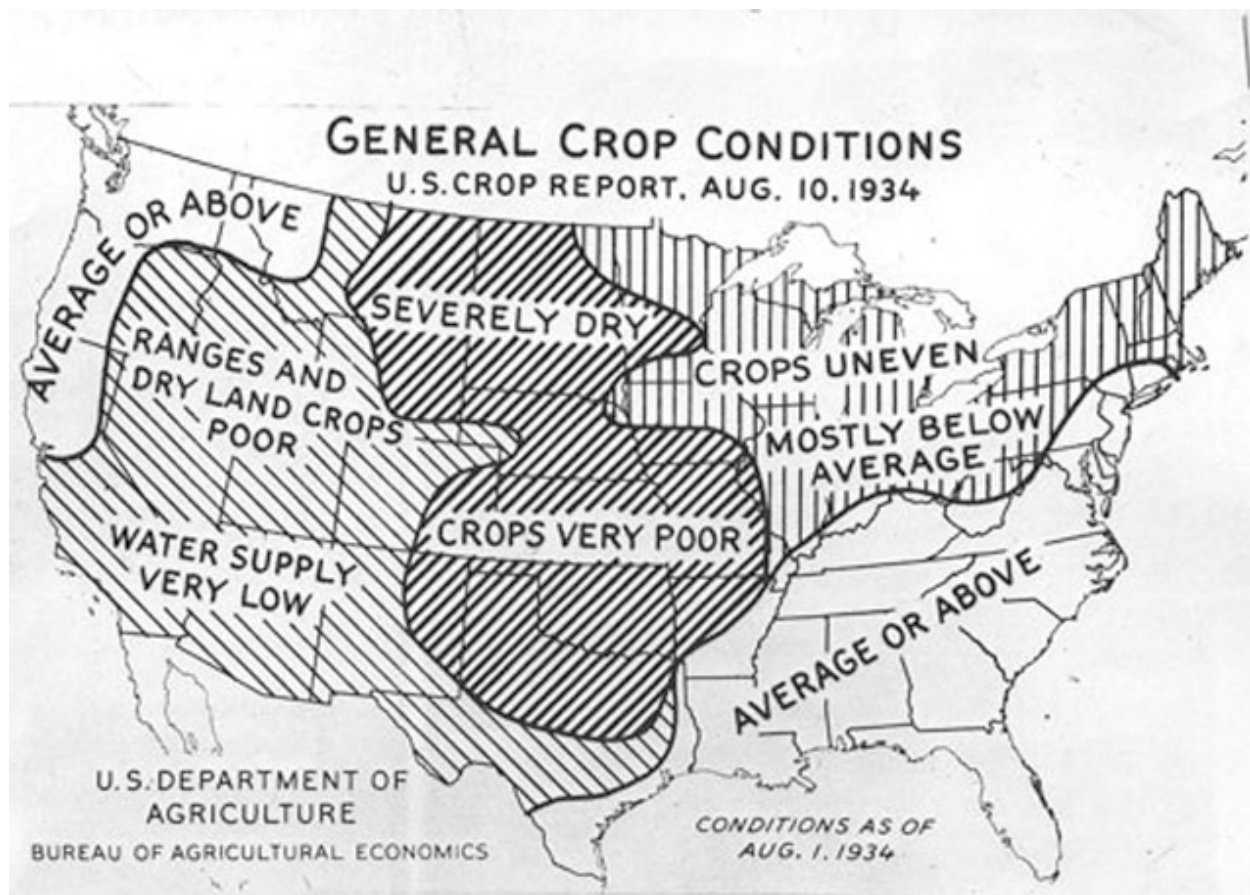 GENERAL CROP CONDITIONS
U.S. CROP REPORT. AUG. 10, 1934
AVERAGE OR ABOVE
SEVERELY DRY
RANGES AND
DRY LAND CROPS
POOR
CROPS UNEVEN
MOSTLY BELOW
AVERAGE
CROPS VERY POOR
WATER SUPPLY
VERY LOW
AVERAGE OR ABOVE
U.S. DEPARTMENT OF
AGRICULTURE
BUREAU OF AGRICULTURAL ECONOMICS
CONDITIONS AS OF
AUG. 1. 1934